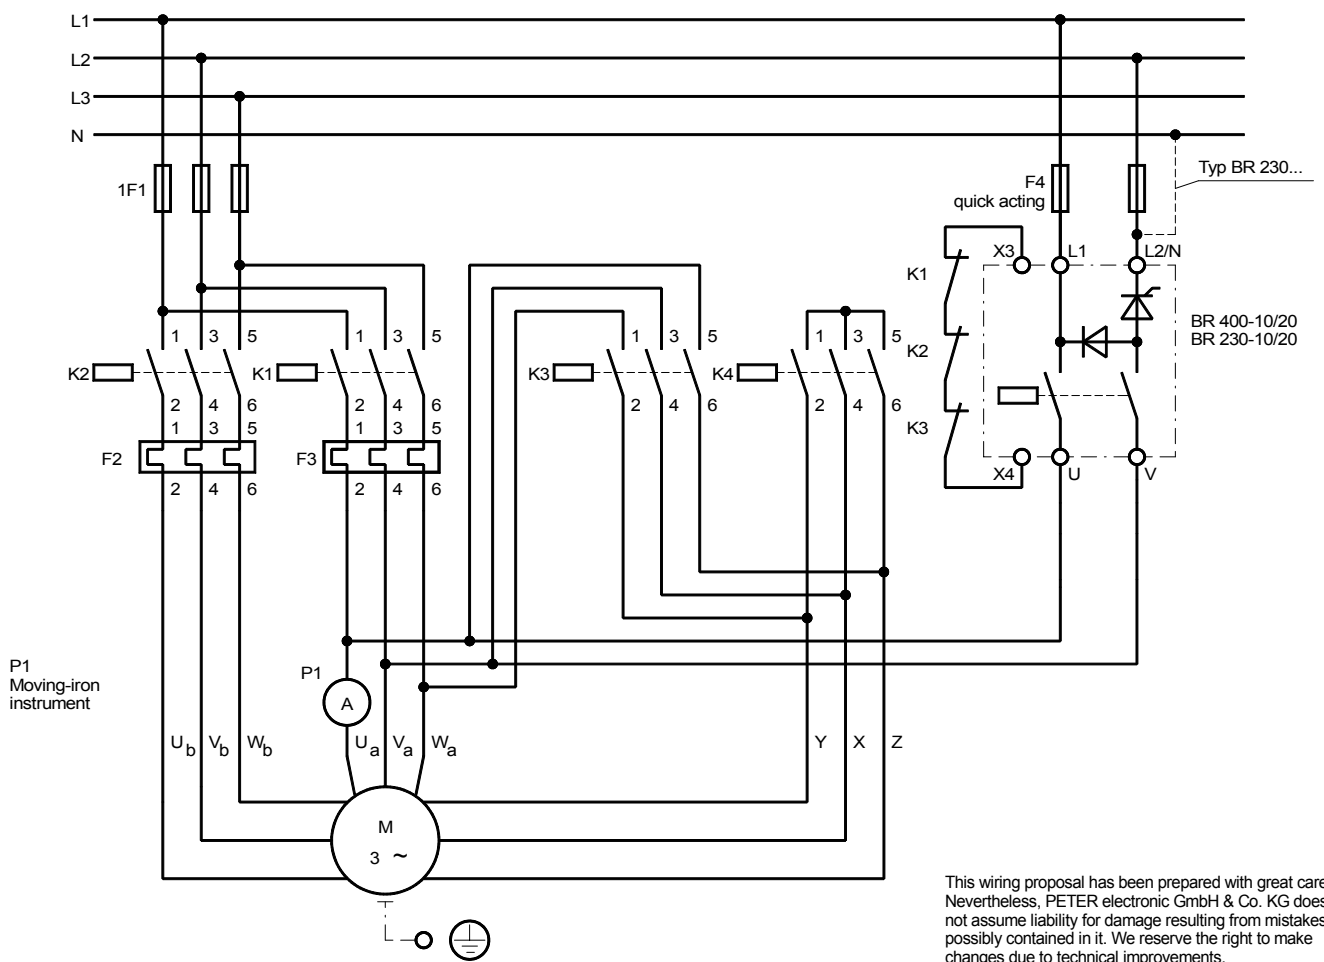 L1
L2
L3
N
1F1
F4
quick acting
Typ BR 230...
X3
L1
L2/N
K1
BR 400-10/20
BR 230-10/20
1 3 5
1 3 5
1 3 5
1 3 5
K2
K1
K3
K4
K2
2 4 6
2 4 6
2 4 6
2 4 6
K3
1 3 5
1 3 5
F2
F3
2 4 6
2 4 6
X4
U
V
P1
Moving-iron
instrument
P1
A
Ub Vb Wb
Ua Va Wa
Y X Z
M
3 ~
This wiring proposal has been prepared with great care
Nevertheless, PETER electronic GmbH & Co. KG does
not assume liability for damage resulting from mistakes
possibly contained in it. We reserve the right to make
changes due to technical improvements.